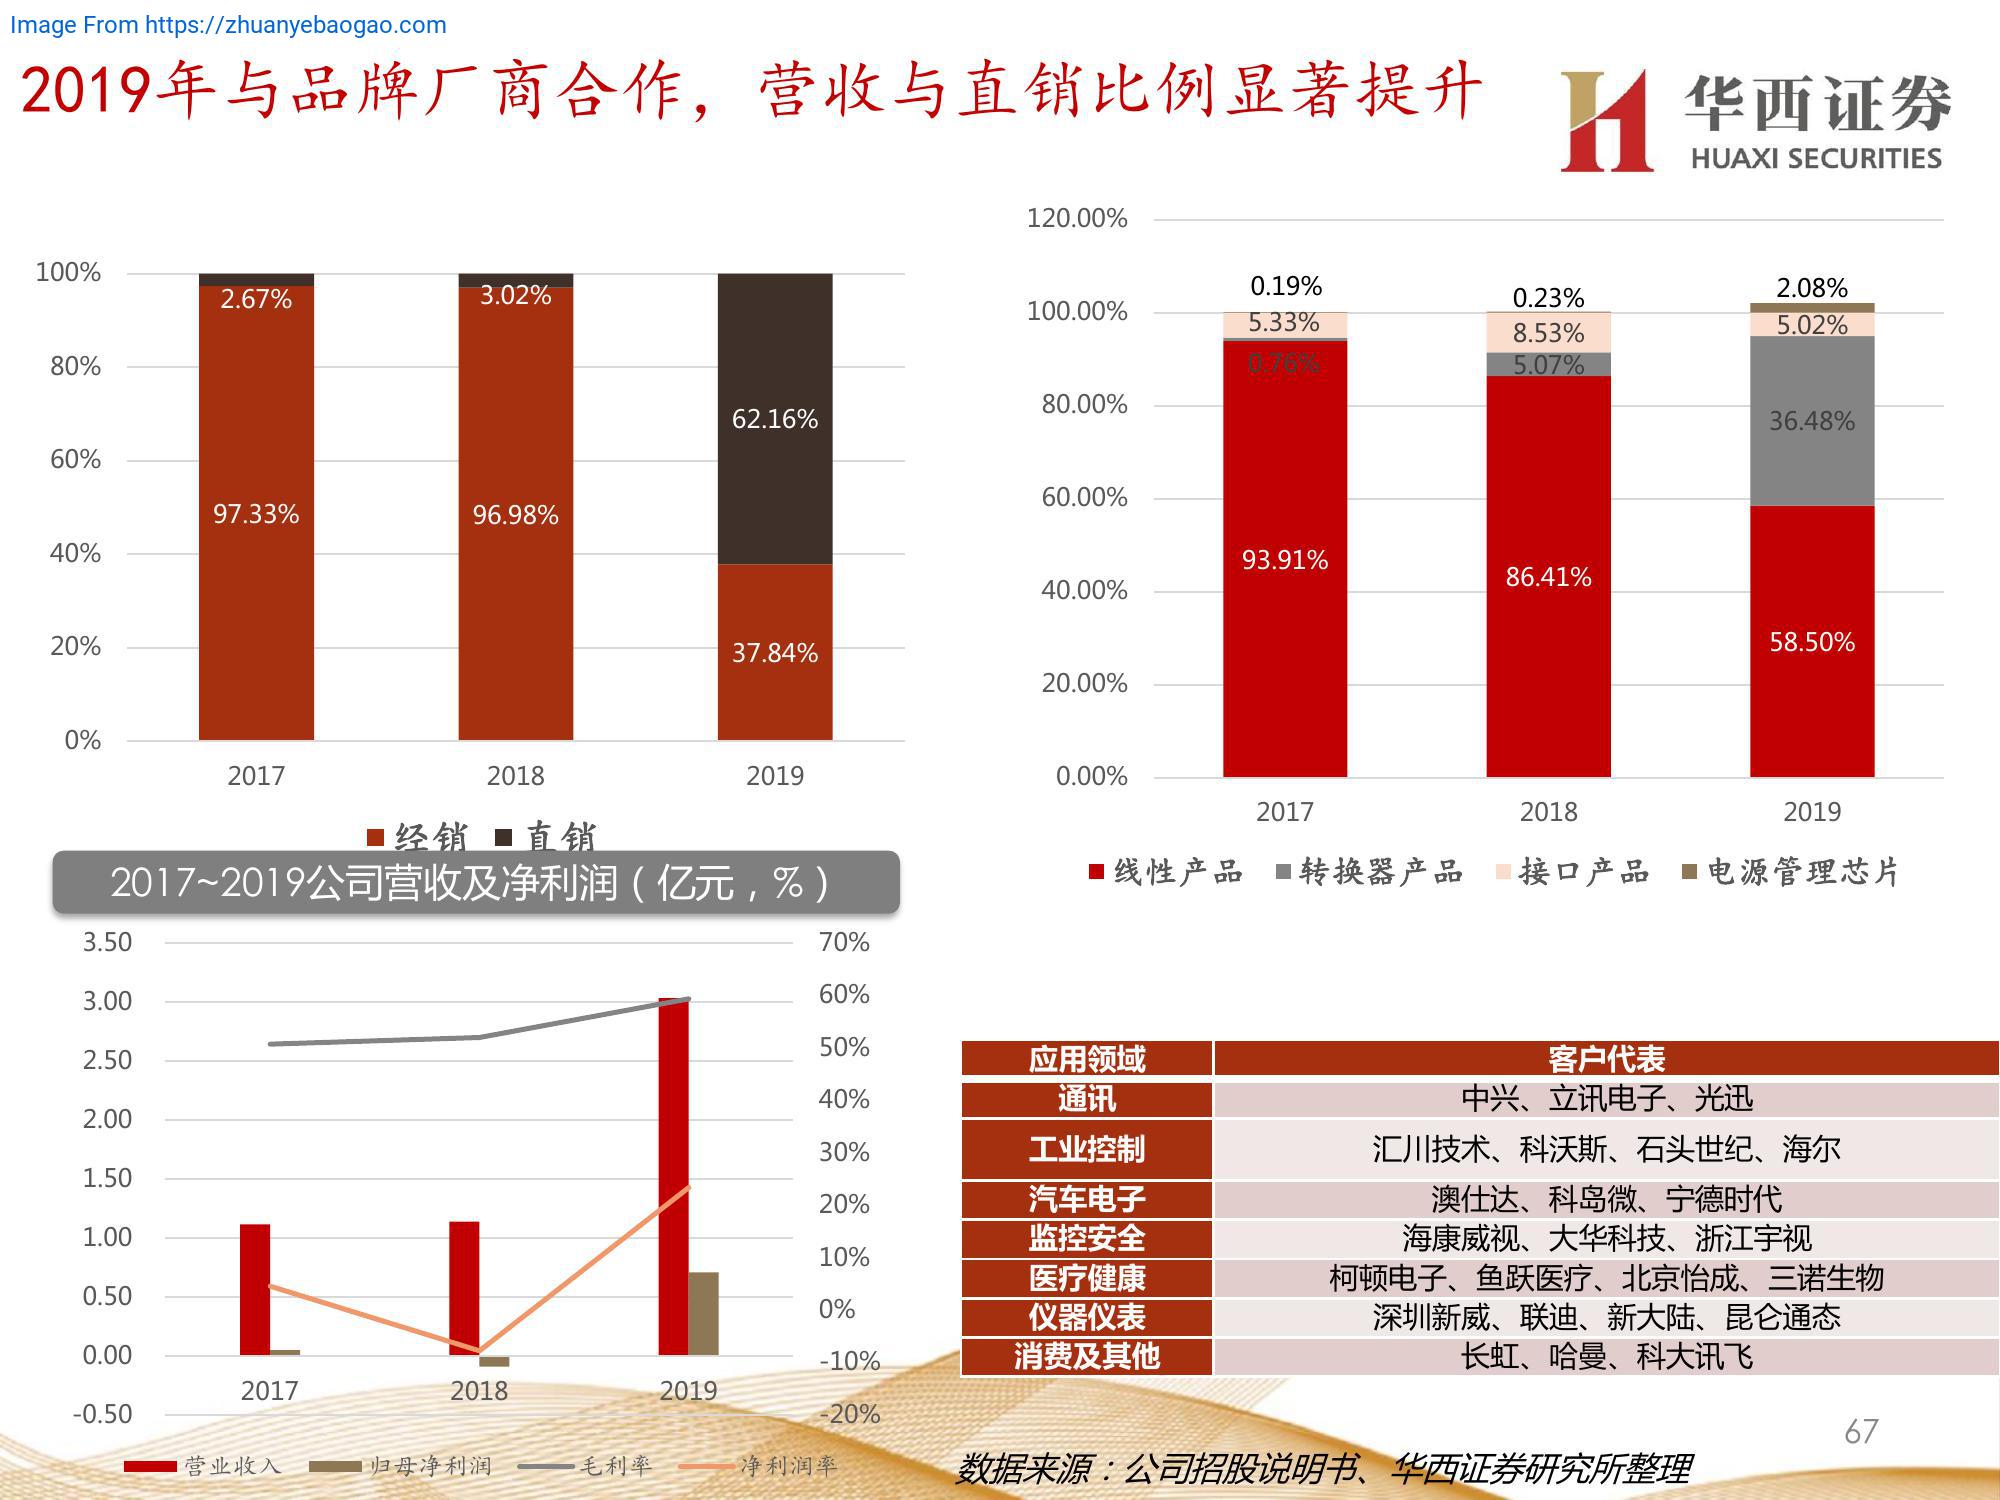 Image From https://zhuanyebaogao.com
2019年与品牌厂商合作，营收与直销比例显著提升
华西证券
HUAXI SECURITIES
100%
80%
60%
40%
20%
0%
2.67%
3.02%
62.16%
97.33%
96.98%
37.84%
2017
2018
2019
经销
直销
120.00%
100.00%
80.00%
60.00%
40.00%
20.00%
0.00%
0.19%
0.23%
2.08%
5.33%
8.53%
5.02%
0.76%
5.07%
36.48%
93.91%
86.41%
58.50%
2017
2018
2019
线性产品
转换器产品
接口产品
电源管理芯片
2017~2019公司营收及净利润（亿元，%）
3.50
3.00
2.50
2.00
1.50
1.00
0.50
0.00
-0.50
70%
60%
50%
40%
30%
20%
10%
0%
-10%
-20%
2017
2018
2019
营业收入
归母净利润
毛利率
净利润率
应用领域 客户代表
通讯 中兴、立讯电子、光迅
工业控制 汇川技术、科沃斯、石头世纪、海尔
汽车电子 澳仕达、科岛微、宁德时代
监控安全 海康威视、大华科技、浙江宇视
医疗健康 柯顿电子、鱼跃医疗、北京怡成、三诺生物
仪器仪表 深圳新威、联迪、新大陆、昆仑通态
消费及其他 长虹、哈曼、科大讯飞
67
数据来源：公司招股说明书、华西证券研究所整理